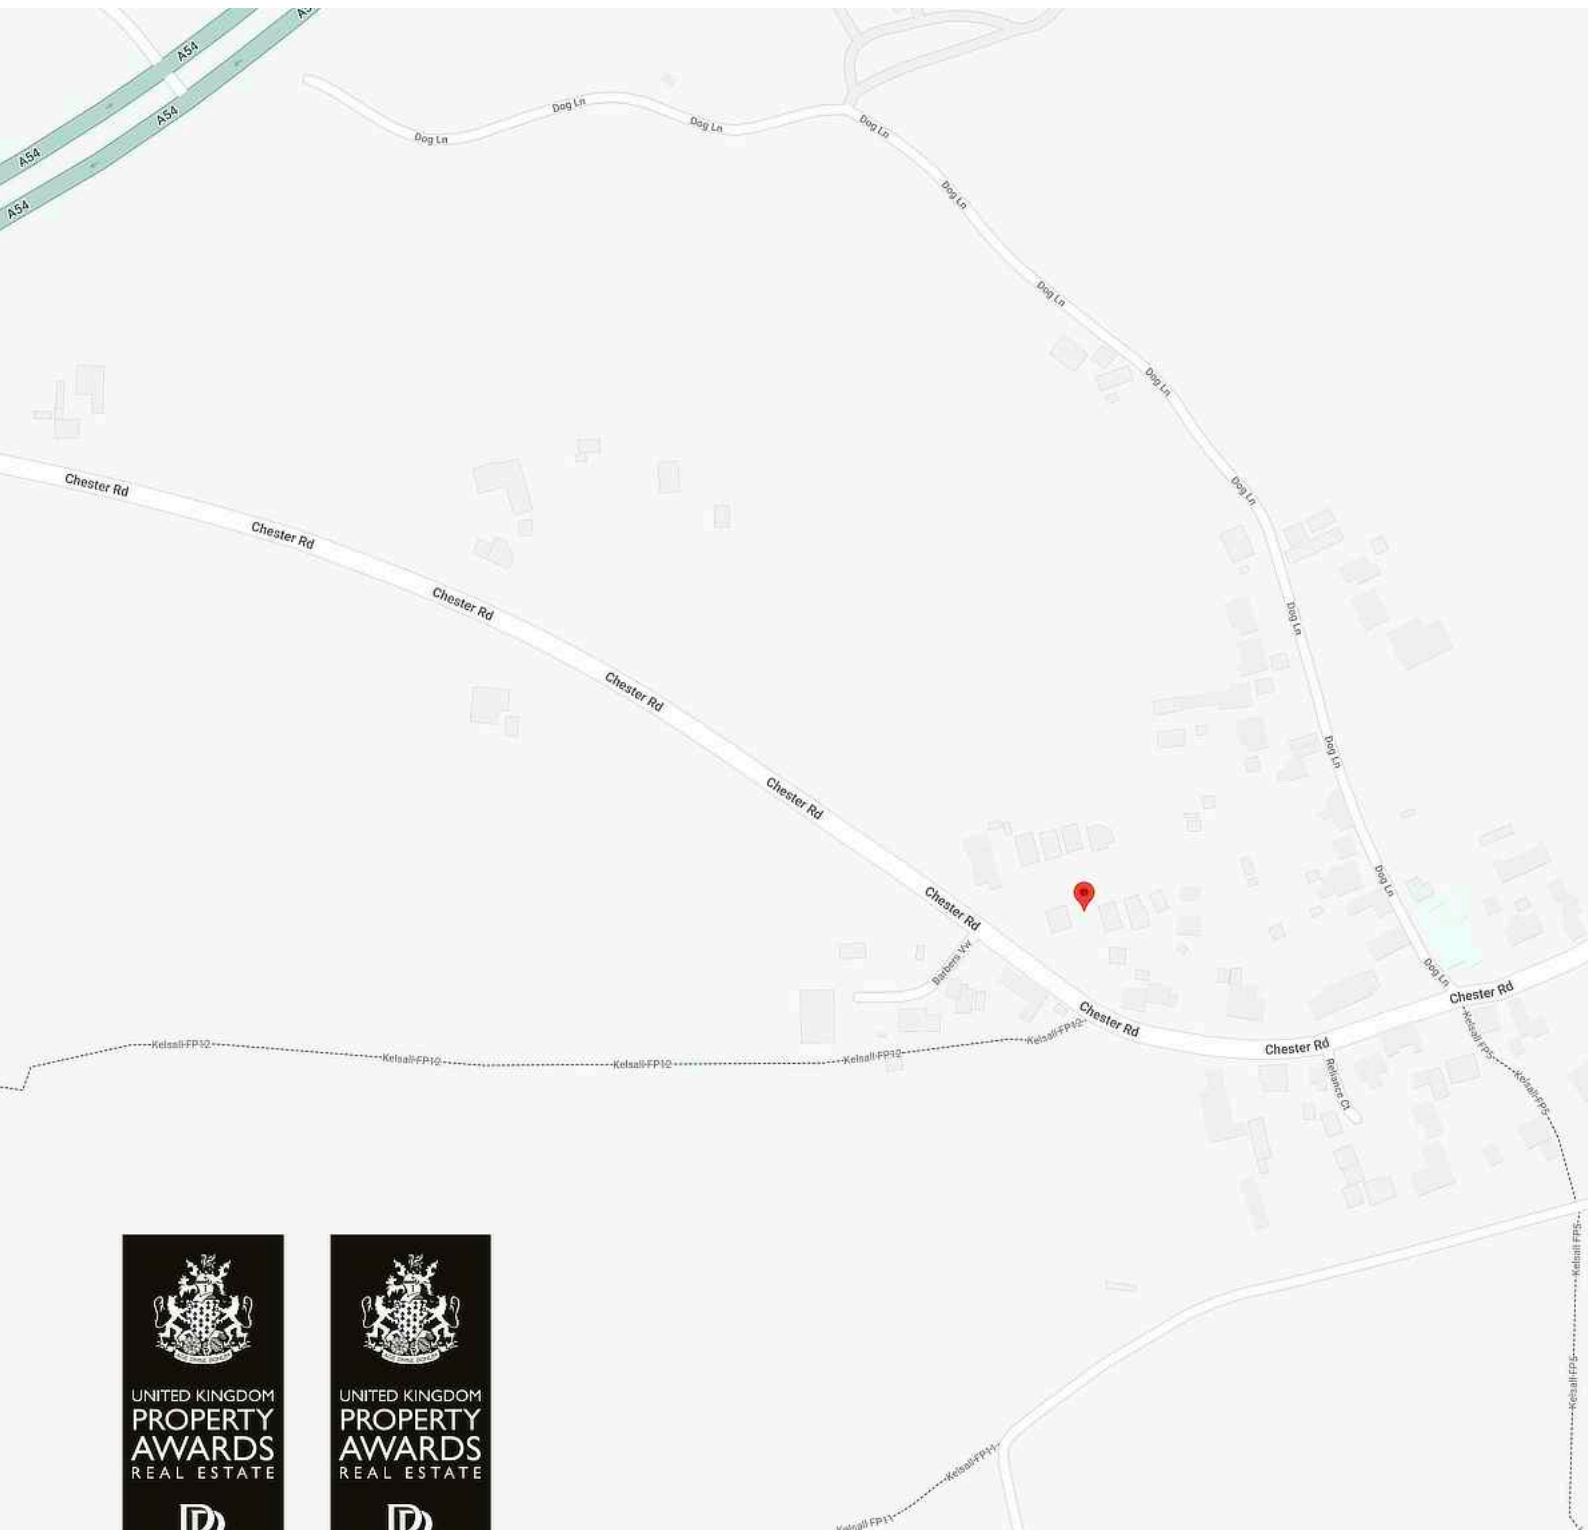 A54
A54
A54
A54
Dog Ln
Dog Ln
Dog Ln
Dog Ln
Dog Ln
Dog Ln
Dog Ln
Dog Ln
Dog Ln
Dog Ln
Dog Ln
Dog Ln
Chester Rd
Chester Rd
Chester Rd
Chester Rd
Chester Rd
Chester Rd
Barbers Vw
Chester Rd
Chester Rd
Chester Rd
Reliance Ct
Kelsall FP12
Kelsall FP12
Kelsall FP12
Kelsall FP12
Kelsall FP12
Kelsall FP5
Kelsall FP5
Kelsall FP5
Kelsall FP5
Kelsall FP11
Kelsall FP11
UNITED KINGDOM
PROPERTY
AWARDS
REAL ESTATE
UNITED KINGDOM
PROPERTY
AWARDS
REAL ESTATE